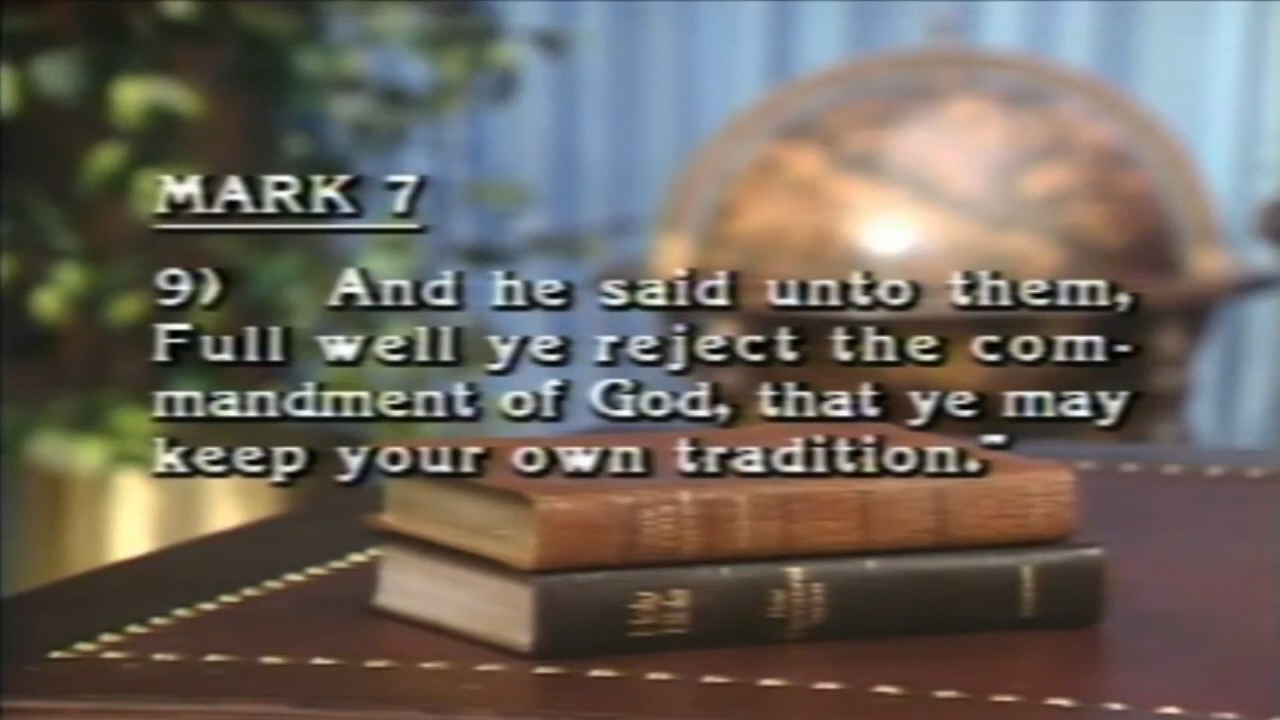 MARK 7
9) And he said unto them,
Full well ye reject the com-
mandment of God, that ye may
keep your own tradition."